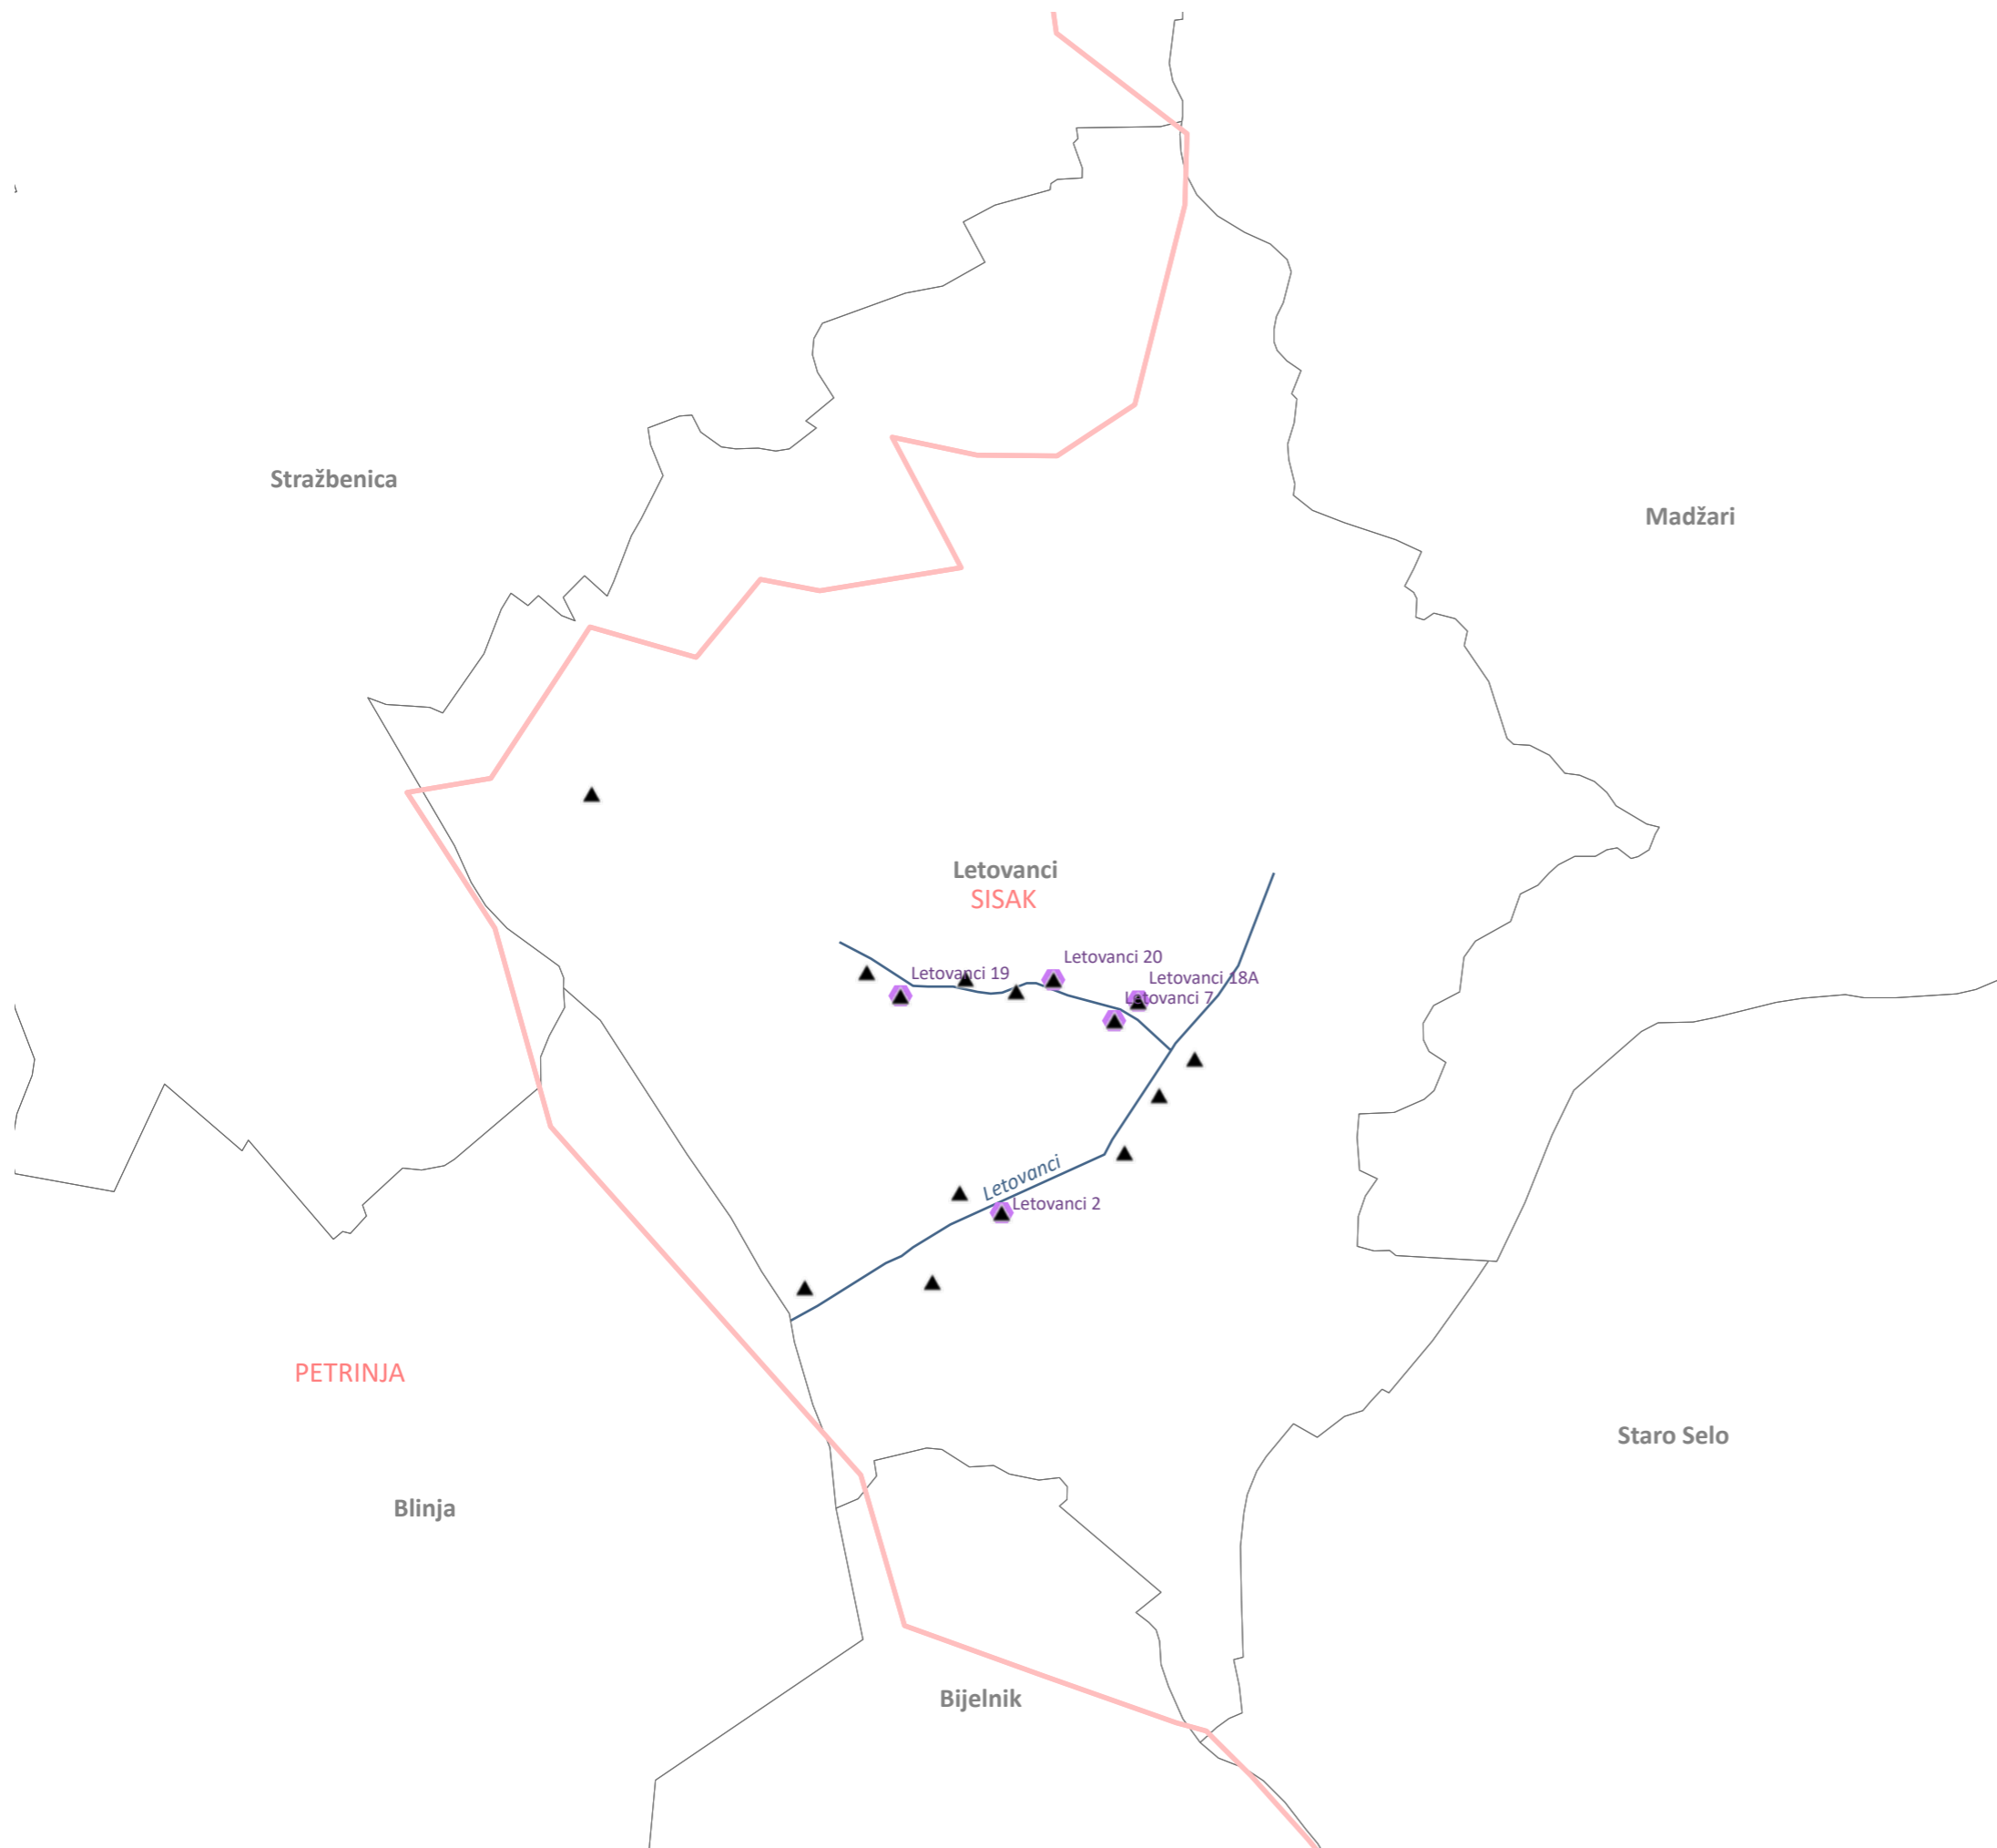 Stražbenica
Madžari
Letovanci
SISAK
Letovanci 20
Letovanci 19
Letovanci 18A
Letovanci 7
Letovanci
Letovanci 2
PETRINJA
Staro Selo
Blinja
Bijelnik